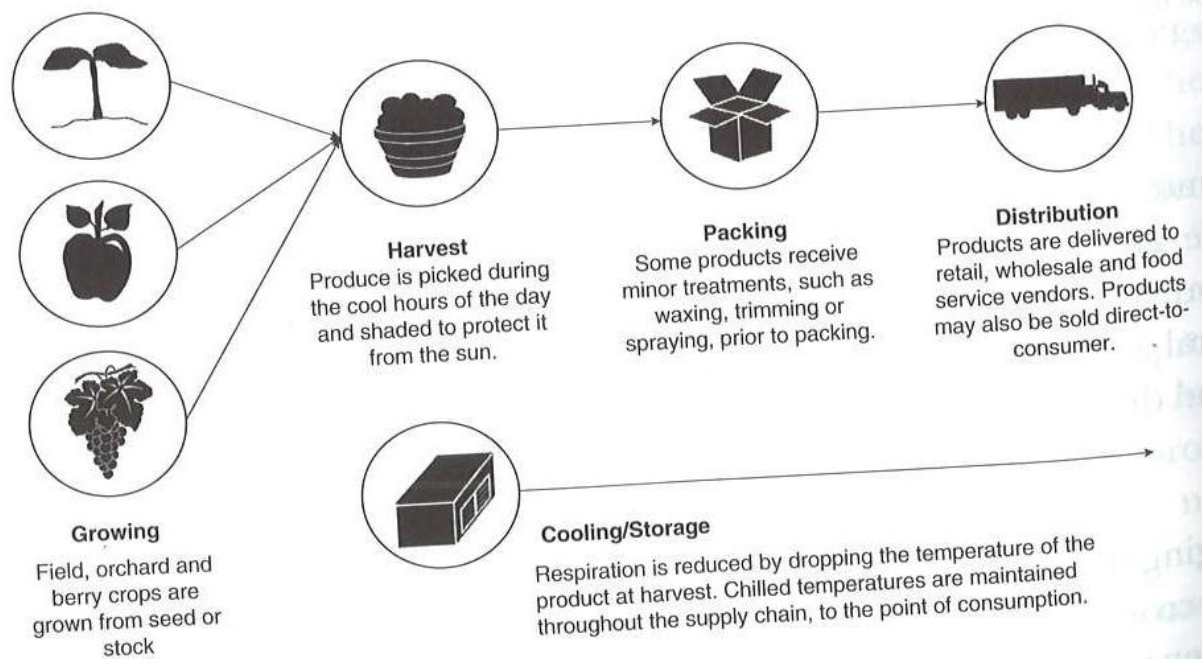 Growing
Field, orchard and
berry crops are
grown from seed or
stock
Harvest
Produce is picked during
the cool hours of the day
and shaded to protect it
from the sun.
Packing
Some products receive
minor treatments, such as
waxing, trimming or
spraying, prior to packing.
Distribution
Products are delivered to
retail, wholesale and food
service vendors. Products
may also be sold direct-to-
consumer.
Cooling/Storage
Respiration is reduced by dropping the temperature of the
product at harvest. Chilled temperatures are maintained
throughout the supply chain, to the point of consumption.